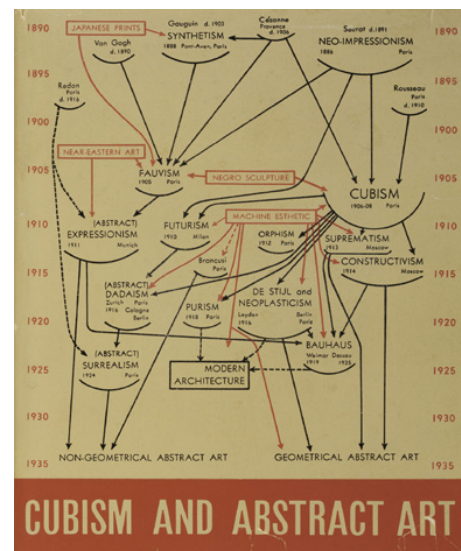 1890
JAPANESE PRINTS
Gauguin d. 1903
SYNTHETISM
1888 Pont-Aven, Paris
Cézanne
Provence
d. 1906
Seurat d.1891
NEO-IMPRESSIONISM
1886 Paris
1890
Van Gogh
d. 1890
1895
Redon
Paris
d. 1916
Rousseau
Paris
d. 1910
1895
1900
1900
NEAR-EASTERN ART
1905
FAUVISM
1905 Paris
NEGRO SCULPTURE
CUBISM
1906-08 Paris
1905
1910
(ABSTRACT)
EXPRESSIONISM
1911 Munich
FUTURISM
1910 Milan
MACHINE ESTHETIC
ORPHISM
1912 Paris
SUPREMATISM
1913 Moscow
1910
CONSTRUCTIVISM
1914 Moscow
1915
Brancusi
Paris
1915
(ABSTRACT)
DADAISM
Zurich Paris
1916 Cologne
Berlin
PURISM
1918 Paris
DE STIJL and
NEOPLASTICISM
Leyden Berlin
1916 Paris
1920
1920
BAUHAUS
Weimar Dessau
1919 1925
(ABSTRACT)
SURREALISM
1924 Paris
MODERN
ARCHITECTURE
1925
1925
1930
1930
1935
NON-GEOMETRICAL ABSTRACT ART
GEOMETRICAL ABSTRACT ART
1935
CUBISM AND ABSTRACT ART